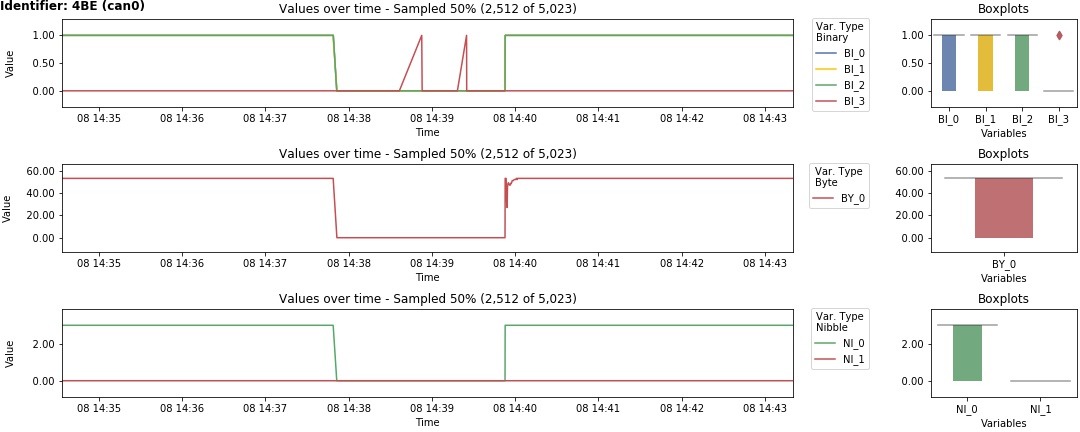 Identifier: 4BE (can0)
Values over time - Sampled 50% (2,512 of 5,023)
Value
1.00
0.50
0.00
08 14:35 08 14:36 08 14:37 08 14:38 08 14:39 08 14:40 08 14:41 08 14:42 08 14:43
Time
Var. Type
Binary
BI_0
BI_1
BI_2
BI_3
Boxplots
1.00
0.50
0.00
BI_0 BI_1 BI_2 BI_3
Variables
Values over time - Sampled 50% (2,512 of 5,023)
Value
60.00
40.00
20.00
0.00
08 14:35 08 14:36 08 14:37 08 14:38 08 14:39 08 14:40 08 14:41 08 14:42 08 14:43
Time
Var. Type
Byte
BY_0
Boxplots
60.00
40.00
20.00
0.00
BY_0
Variables
Values over time - Sampled 50% (2,512 of 5,023)
Value
2.00
0.00
08 14:35 08 14:36 08 14:37 08 14:38 08 14:39 08 14:40 08 14:41 08 14:42 08 14:43
Time
Var. Type
Nibble
NI_0
NI_1
Boxplots
2.00
0.00
NI_0 NI_1
Variables